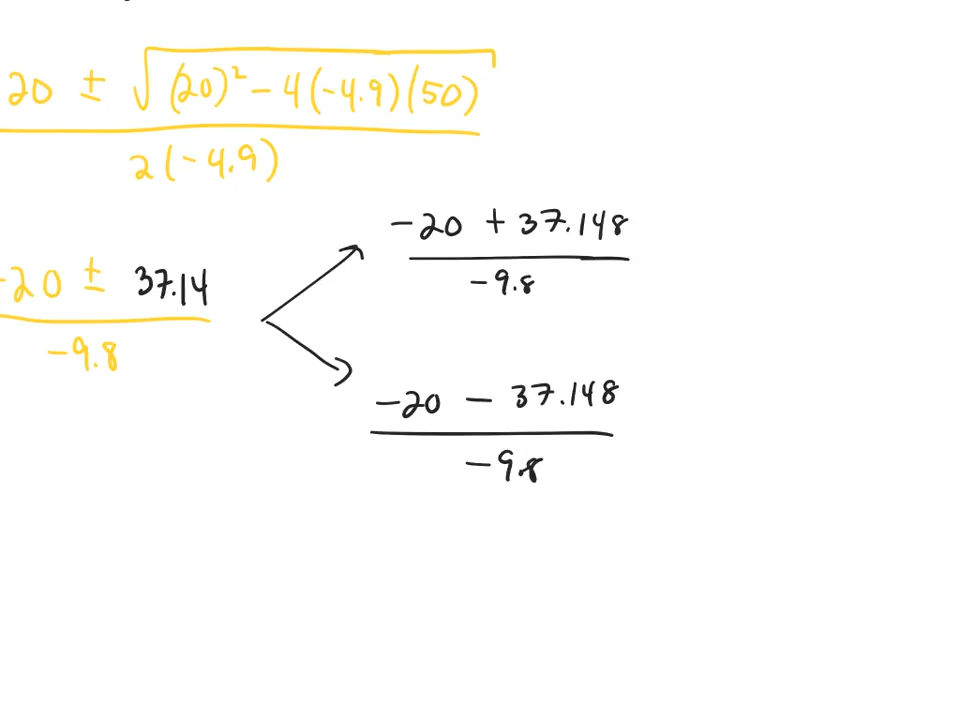 20 ± √(20)² - 4(-4.9)(50)
2(-4.9)
-20 + 37.148
-9.8
-20 ± 37.14
-9.8
-20 - 37.148
-9.8